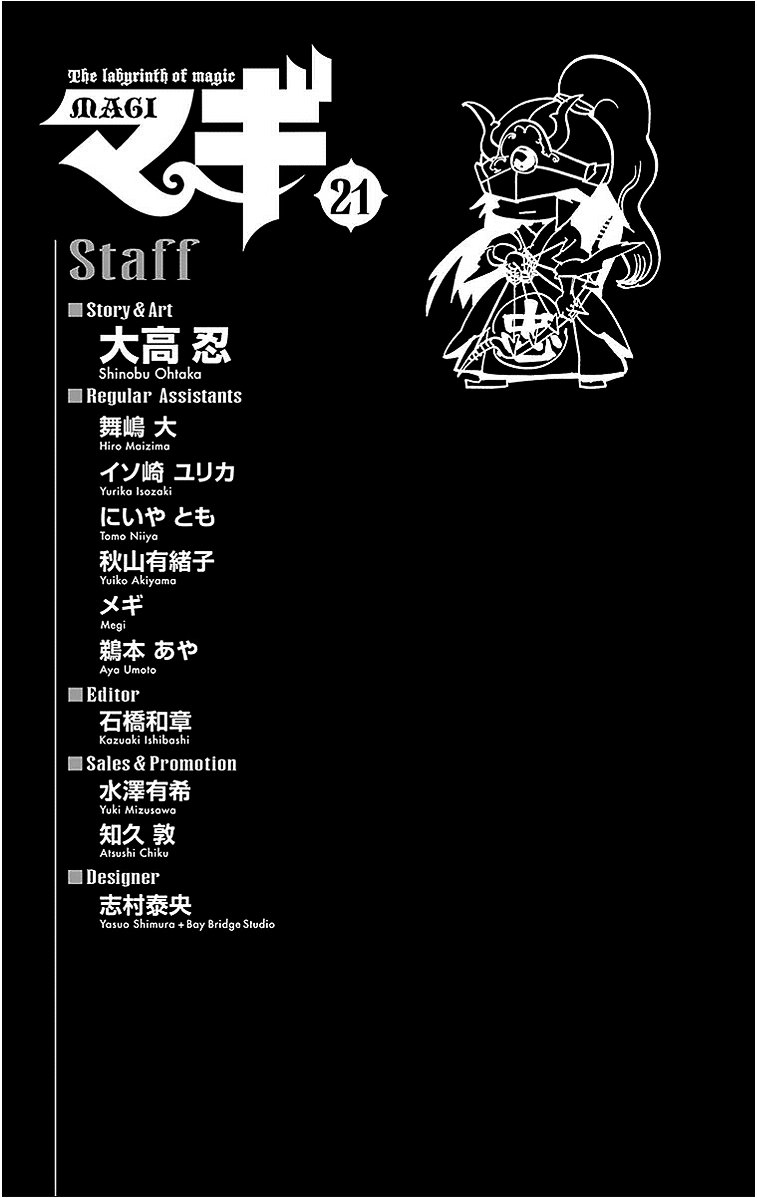 The labyrinth of magic
MAGI
マギ
21
Staff
Story & Art
大高 忍
Shinobu Ohtaka
Regular Assistants
舞嶋 大
Hiro Maizima
イソ崎 ユリカ
Yurika Isozaki
にいや とも
Tomo Niiya
秋山有緒子
Yuiko Akiyama
メギ
Megi
鵜本 あや
Aya Umoto
Editor
石橋和章
Kazuaki Ishibashi
Sales & Promotion
水澤有希
Yuki Mizusawa
知久 敦
Atsushi Chiku
Designer
志村泰央
Yasuo Shimura + Bay Bridge Studio
忠